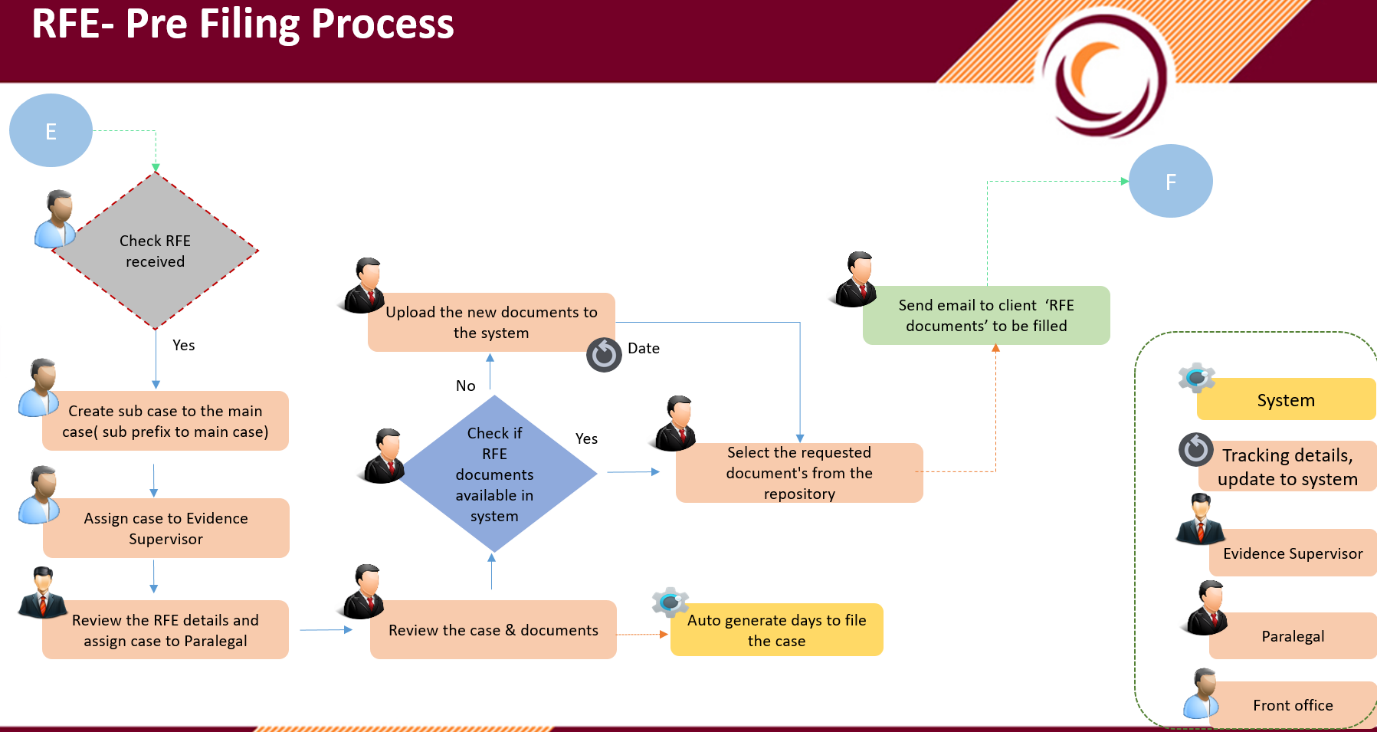 RFE- Pre Filing Process
E
F
Check RFE
received
Yes
Create sub case to the main
case( sub prefix to main case)
Assign case to Evidence
Supervisor
Review the RFE details and
assign case to Paralegal
Review the case & documents
Auto generate days to file
the case
Check if
RFE
documents
available in
system
No
Yes
Upload the new documents to
the system
Date
Select the requested
document's from the
repository
Send email to client ‘RFE
documents’ to be filled
System
Tracking details,
update to system
Evidence Supervisor
Paralegal
Front office